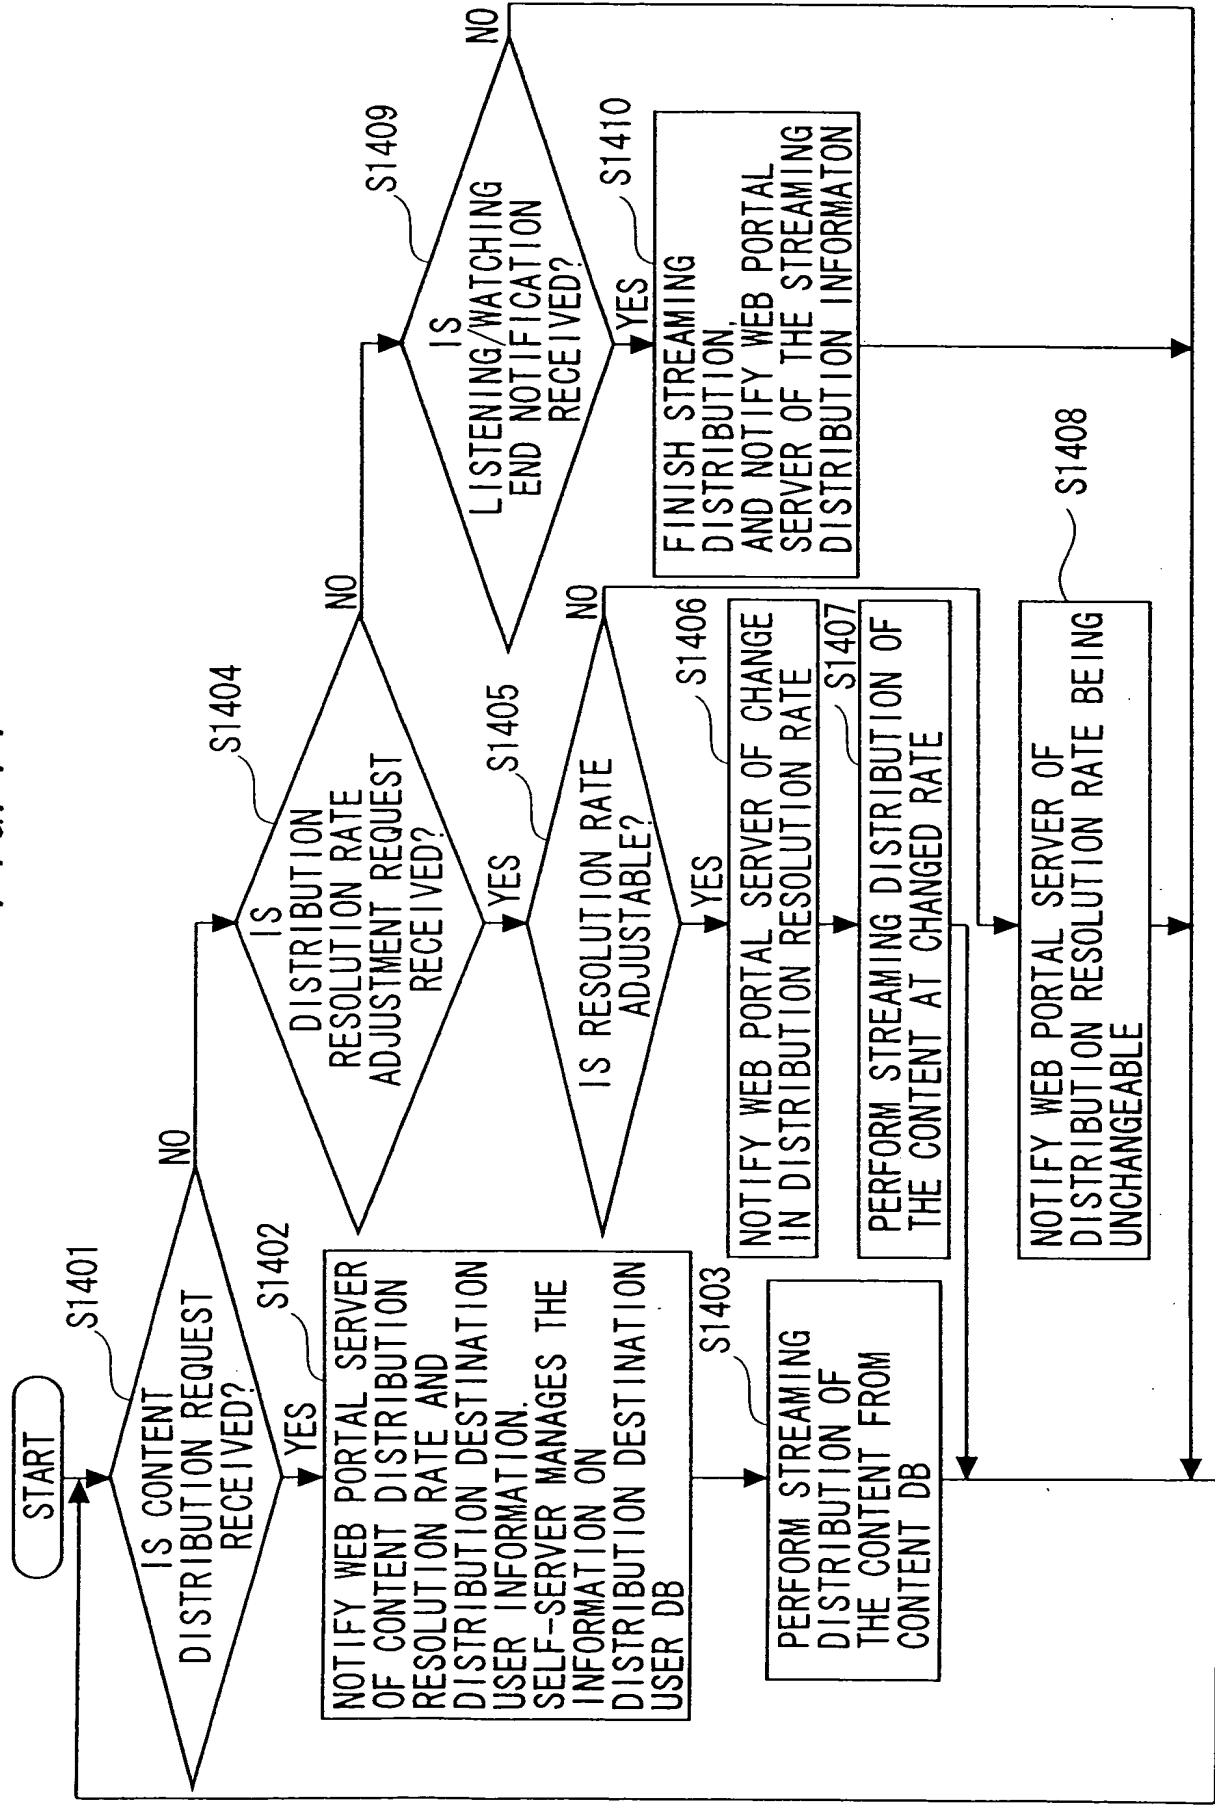 START
S1401
IS CONTENT
DISTRIBUTION REQUEST
RECEIVED?
NO
YES
S1402
NOTIFY WEB PORTAL SERVER
OF CONTENT DISTRIBUTION
RESOLUTION RATE AND
DISTRIBUTION DESTINATION
USER INFORMATION.
SELF-SERVER MANAGES THE
INFORMATION ON
DISTRIBUTION DESTINATION
USER DB
S1403
PERFORM STREAMING
DISTRIBUTION OF
THE CONTENT FROM
CONTENT DB
S1404
IS
DISTRIBUTION
RESOLUTION RATE
ADJUSTMENT REQUEST
RECEIVED?
NO
YES
S1405
IS RESOLUTION RATE
ADJUSTABLE?
NO
YES
S1406
NOTIFY WEB PORTAL SERVER OF CHANGE
IN DISTRIBUTION RESOLUTION RATE
S1407
PERFORM STREAMING DISTRIBUTION OF
THE CONTENT AT CHANGED RATE
S1408
NOTIFY WEB PORTAL SERVER OF
DISTRIBUTION RESOLUTION RATE BEING
UNCHANGEABLE
S1409
IS
LISTENING/WATCHING
END NOTIFICATION
RECEIVED?
NO
YES
S1410
FINISH STREAMING
DISTRIBUTION,
AND NOTIFY WEB PORTAL
SERVER OF THE STREAMING
DISTRIBUTION INFORMATON